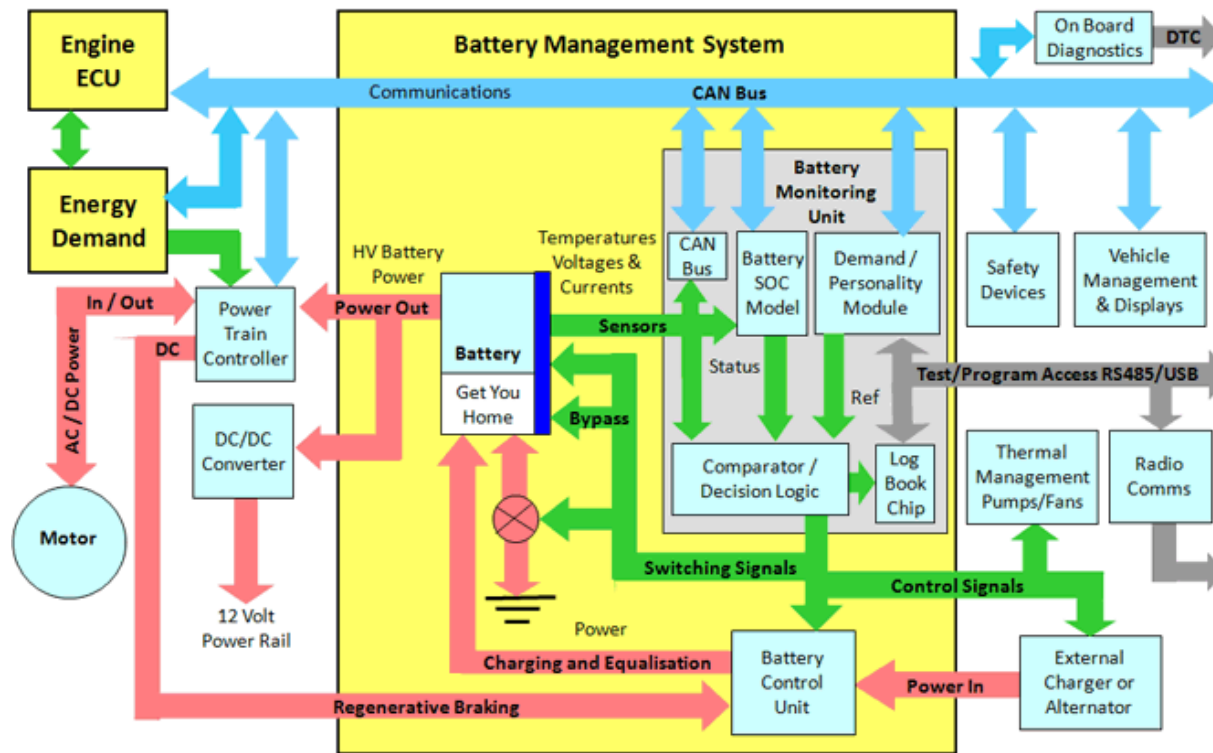 Engine
ECU
Battery Management System
On Board
Diagnostics
DTC
Communications
CAN Bus
Energy
Demand
Battery
Monitoring
Unit
HV Battery
Power
Temperatures
Voltages &
Currents
CAN
Bus
Battery
SOC
Model
Demand /
Personality
Module
Safety
Devices
Vehicle
Management
& Displays
In / Out
Power
Train
Controller
Power Out
DC
AC / DC Power
Sensors
Battery
Get You
Home
Bypass
Status
Ref
Test/Program Access RS485/USB
DC/DC
Converter
Comparator /
Decision Logic
Log
Book
Chip
Thermal
Management
Pumps/Fans
Radio
Comms
Motor
Switching Signals
Control Signals
12 Volt
Power Rail
Power
Charging and Equalisation
Battery
Control
Unit
Power In
External
Charger or
Alternator
Regenerative Braking